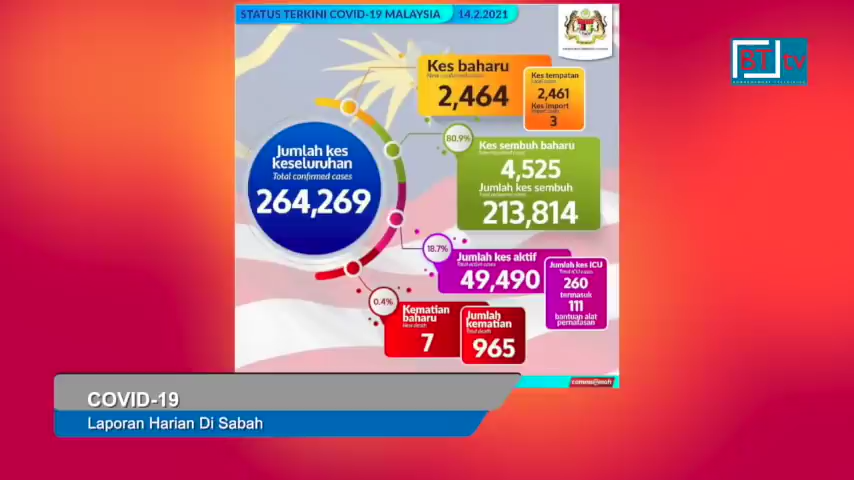 STATUS TERKINI COVID-19 MALAYSIA 14.2.2021
BT tv
Kes baharu
New confirmed cases
2,464
Kes tempatan
Local cases
2,461
Kes import
3
80.9%
Kes sembuh baharu
4,525
Jumlah kes sembuh
213,814
Jumlah kes
keseluruhan
Total confirmed cases
264,269
18.7%
Jumlah kes aktif
Total active cases
49,490
Jumlah kes ICU
Total ICU cases
260
termasuk
111
bantuan alat
pernafasan
0.4%
Kematian
baharu
New death
7
Jumlah
kematian
Total death
965
COVID-19
Laporan Harian Di Sabah